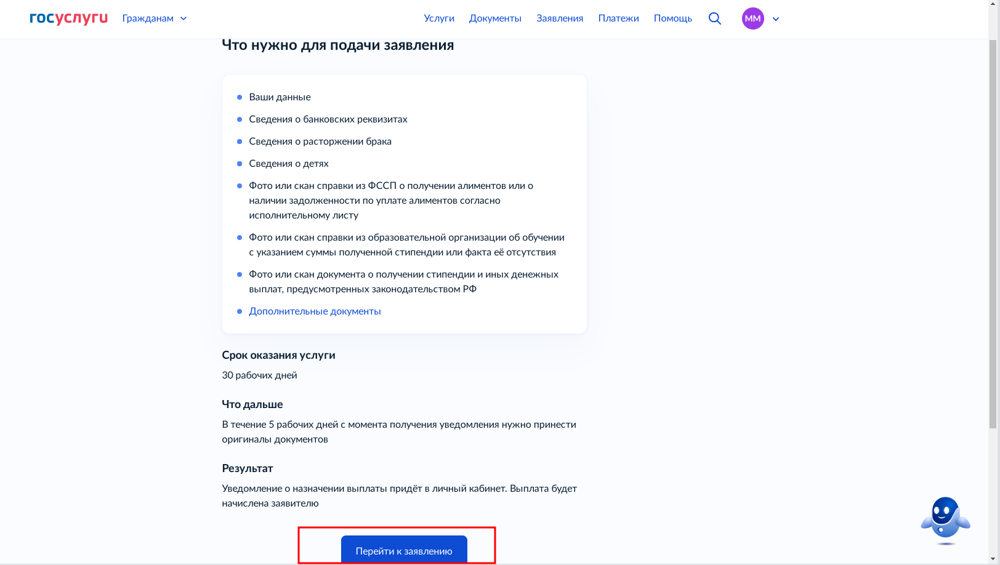 госуслуги Гражданам Услуги Документы Заявления Платежи Помощь ММ
Что нужно для подачи заявления
Ваши данные
Сведения о банковских реквизитах
Сведения о расторжении брака
Сведения о детях
Фото или скан справки из ФССП о получении алиментов или о
наличии задолженности по уплате алиментов согласно
исполнительному листу
Фото или скан справки из образовательной организации об обучении
с указанием суммы полученной стипендии или факта её отсутствия
Фото или скан документа о получении стипендии и иных денежных
выплат, предусмотренных законодательством РФ
Дополнительные документы
Срок оказания услуги
30 рабочих дней
Что дальше
В течение 5 рабочих дней с момента получения уведомления нужно принести
оригиналы документов
Результат
Уведомление о назначении выплаты придёт в личный кабинет. Выплата будет
начислена заявителю
Перейти к заявлению